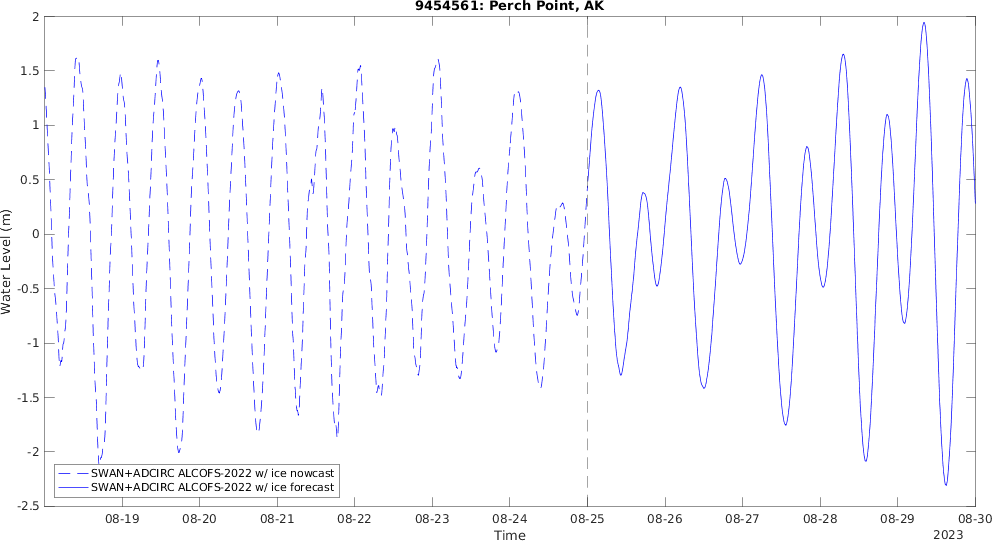 9454561: Perch Point, AK
2
1.5
1
0.5
0
-0.5
-1
-1.5
-2
-2.5
Water Level (m)
SWAN+ADCIRC ALCOFS-2022 w/ ice nowcast
SWAN+ADCIRC ALCOFS-2022 w/ ice forecast
08-19 08-20 08-21 08-22 08-23 08-24 08-25 08-26 08-27 08-28 08-29 08-30
Time
2023